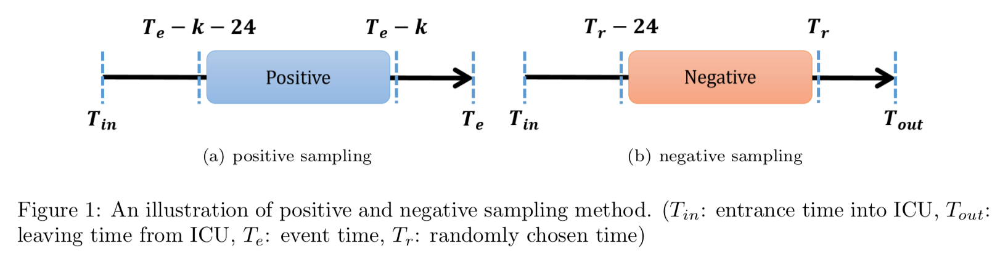 T_e − k − 24 T_e − k
Positive
T_in T_e
(a) positive sampling
T_r − 24 T_r
Negative
T_in T_out
(b) negative sampling
Figure 1: An illustration of positive and negative sampling method. (T_in: entrance time into ICU, T_out:
leaving time from ICU, T_e: event time, T_r: randomly chosen time)